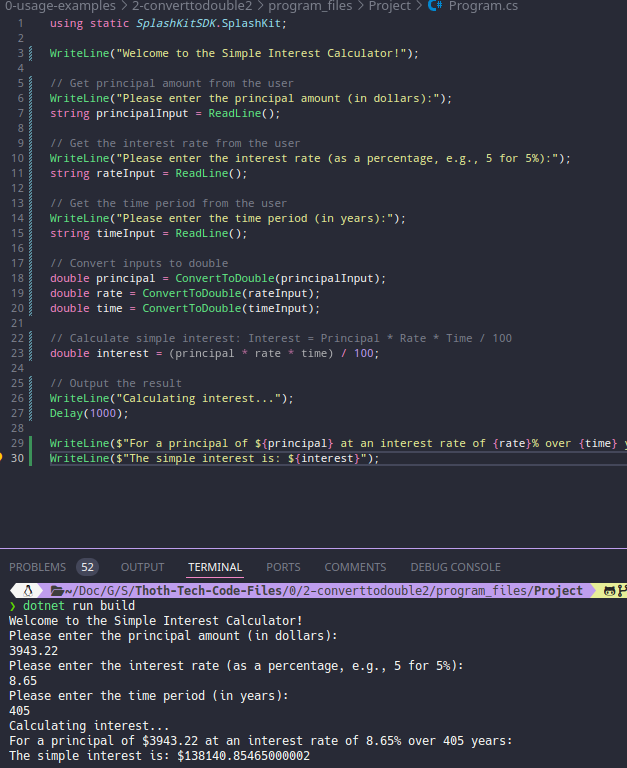 0-usage-examples > 2-converttodouble2 > program_files > Project > C# Program.cs
1 using static SplashKitSDK.SplashKit;
2
3 WriteLine("Welcome to the Simple Interest Calculator!");
4
5 // Get principal amount from the user
6 WriteLine("Please enter the principal amount (in dollars):");
7 string principalInput = ReadLine();
8
9 // Get the interest rate from the user
10 WriteLine("Please enter the interest rate (as a percentage, e.g., 5 for 5%):");
11 string rateInput = ReadLine();
12
13 // Get the time period from the user
14 WriteLine("Please enter the time period (in years):");
15 string timeInput = ReadLine();
16
17 // Convert inputs to double
18 double principal = ConvertToDouble(principalInput);
19 double rate = ConvertToDouble(rateInput);
20 double time = ConvertToDouble(timeInput);
21
22 // Calculate simple interest: Interest = Principal * Rate * Time / 100
23 double interest = (principal * rate * time) / 100;
24
25 // Output the result
26 WriteLine("Calculating interest...");
27 Delay(1000);
28
29 WriteLine($"For a principal of ${principal} at an interest rate of {rate}% over {time} y
30 WriteLine($"The simple interest is: ${interest}");
PROBLEMS 52 OUTPUT TERMINAL PORTS COMMENTS DEBUG CONSOLE
~/Doc/G/S/Thoth-Tech-Code-Files/0/2-converttodouble2/program_files/Project
❯ dotnet run build
Welcome to the Simple Interest Calculator!
Please enter the principal amount (in dollars):
3943.22
Please enter the interest rate (as a percentage, e.g., 5 for 5%):
8.65
Please enter the time period (in years):
405
Calculating interest...
For a principal of $3943.22 at an interest rate of 8.65% over 405 years:
The simple interest is: $138140.85465000002